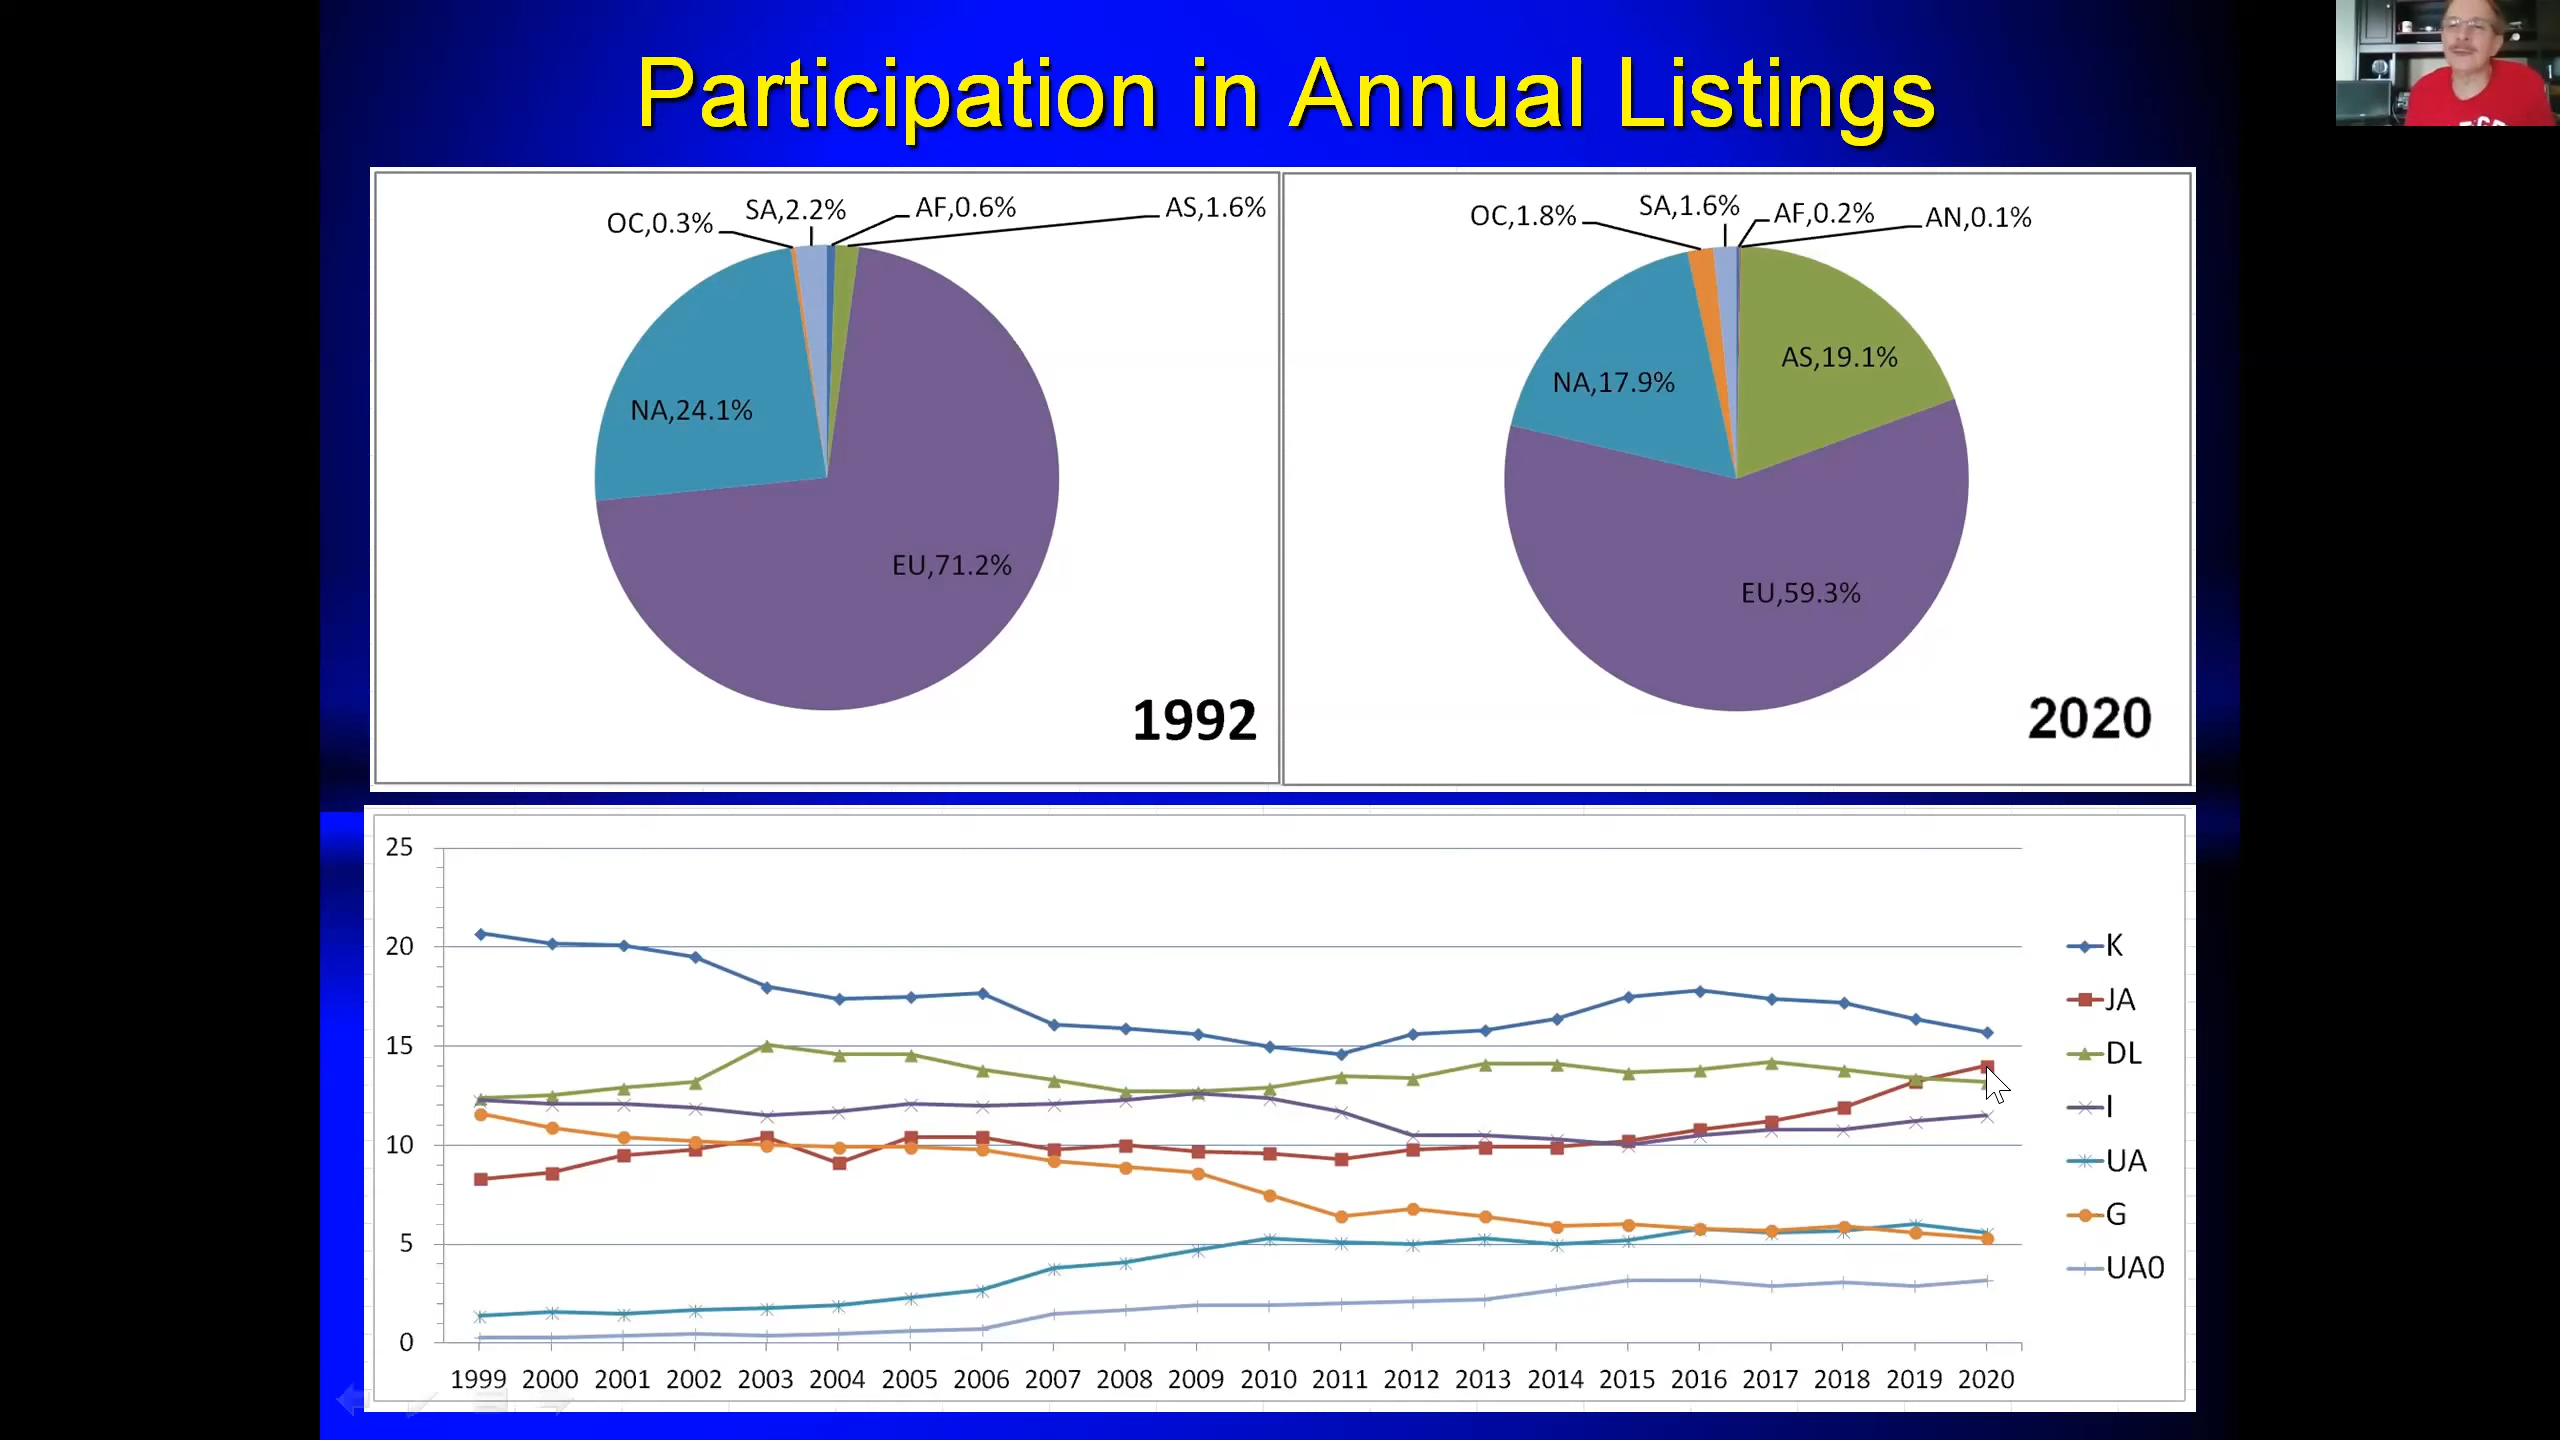 Participation in Annual Listings
OC,0.3%
SA,2.2%
AF,0.6%
AS,1.6%
NA,24.1%
EU,71.2%
1992
OC,1.8%
SA,1.6%
AF,0.2%
AN,0.1%
AS,19.1%
NA,17.9%
EU,59.3%
2020
25
20
15
10
5
0
1999 2000 2001 2002 2003 2004 2005 2006 2007 2008 2009 2010 2011 2012 2013 2014 2015 2016 2017 2018 2019 2020
K
JA
DL
I
UA
G
UA0